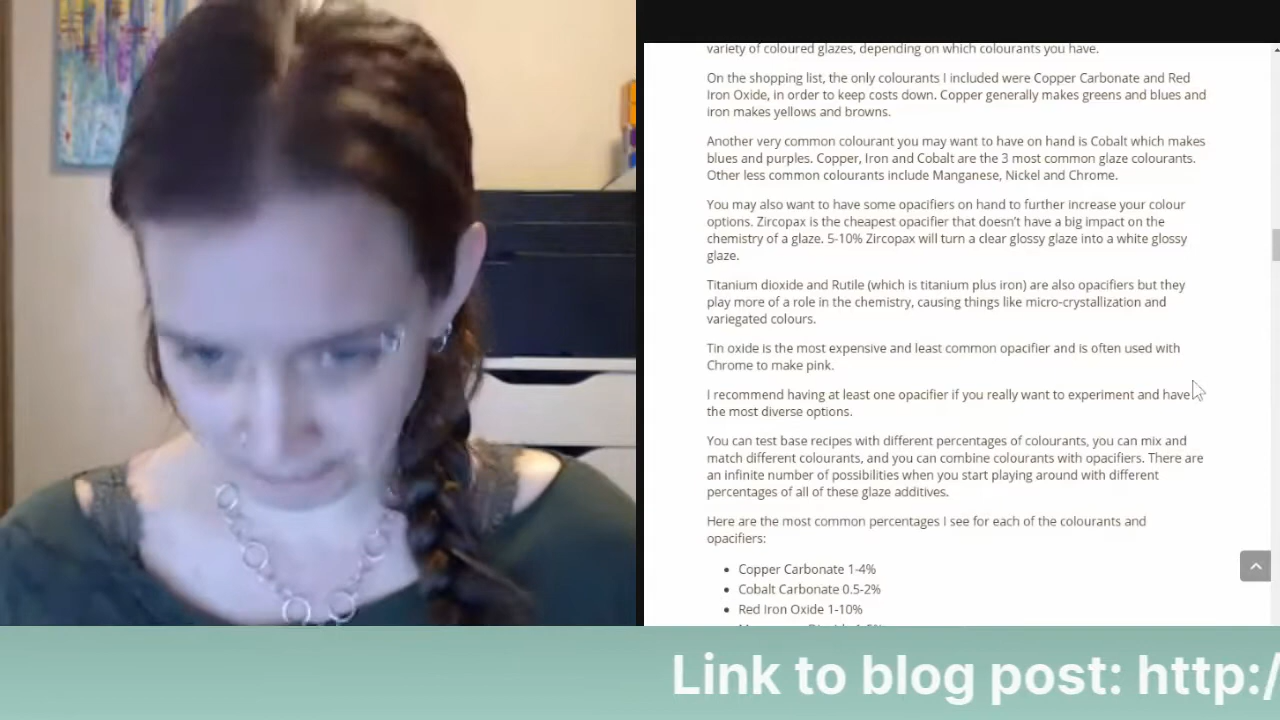 variety of coloured glazes, depending on which colourants you have.
On the shopping list, the only colourants I included were Copper Carbonate and Red
Iron Oxide, in order to keep costs down. Copper generally makes greens and blues and
iron makes yellows and browns.
Another very common colourant you may want to have on hand is Cobalt which makes
blues and purples. Copper, Iron and Cobalt are the 3 most common glaze colourants.
Other less common colourants include Manganese, Nickel and Chrome.
You may also want to have some opacifiers on hand to further increase your colour
options. Zircopax is the cheapest opacifier that doesn't have a big impact on the
chemistry of a glaze. 5-10% Zircopax will turn a clear glossy glaze into a white glossy
glaze.
Titanium dioxide and Rutile (which is titanium plus iron) are also opacifiers but they
play more of a role in the chemistry, causing things like micro-crystallization and
variegated colours.
Tin oxide is the most expensive and least common opacifier and is often used with
Chrome to make pink.
I recommend having at least one opacifier if you really want to experiment and have
the most diverse options.
You can test base recipes with different percentages of colourants, you can mix and
match different colourants, and you can combine colourants with opacifiers. There are
an infinite number of possibilities when you start playing around with different
percentages of all of these glaze additives.
Here are the most common percentages I see for each of the colourants and
opacifiers:
• Copper Carbonate 1-4%
• Cobalt Carbonate 0.5-2%
• Red Iron Oxide 1-10%
Link to blog post: http:/